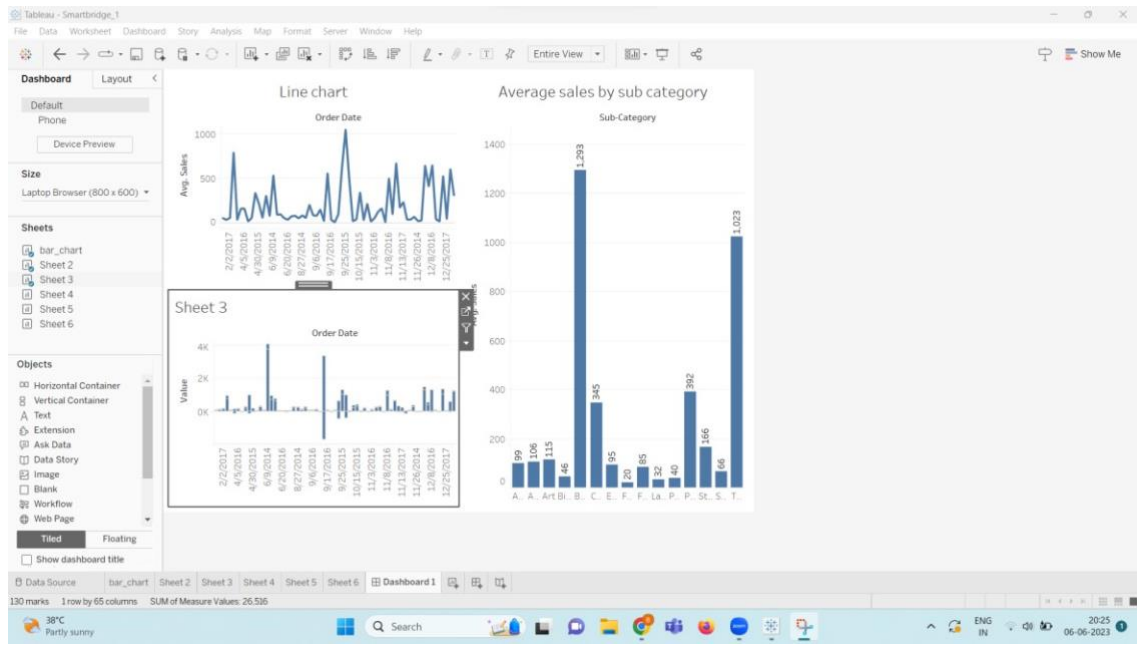 Tableau - Smartbridge_1
File Data Worksheet Dashboard Story Analysis Map Format Server Window Help
Entire View
Show Me
Dashboard Layout
Default
Phone
Device Preview
Size
Laptop Browser (800 x 600)
Sheets
bar_chart
Sheet 2
Sheet 3
Sheet 4
Sheet 5
Sheet 6
Objects
Horizontal Container
Vertical Container
A Text
Extension
Ask Data
Data Story
Image
Blank
Workflow
Web Page
Tiled Floating
Show dashboard title
Line chart
Order Date
Avg. Sales
1000
500
0
2/2/2017
4/5/2016
4/30/2015
6/9/2014
6/20/2016
8/27/2014
9/6/2016
9/17/2016
9/25/2015
10/15/2015
11/3/2016
11/8/2016
11/13/2017
11/26/2014
12/8/2016
12/25/2017
Sheet 3
Order Date
Value
4K
2K
0K
2/2/2017
4/5/2016
4/30/2015
6/9/2014
6/20/2016
8/27/2014
9/6/2016
9/17/2016
9/25/2015
10/15/2015
11/3/2016
11/8/2016
11/13/2017
11/26/2014
12/8/2016
12/25/2017
Average sales by sub category
Sub-Category
1400
1200
1000
800
600
400
200
0
99
106
115
46
1,293
345
95
20
85
32
40
392
166
66
1,023
A.. A.. Art Bi.. B.. C.. E.. F.. F.. La.. P.. P.. St.. S.. T..
Data Source bar_chart Sheet 2 Sheet 3 Sheet 4 Sheet 5 Sheet 6 Dashboard 1
130 marks 1 row by 65 columns SUM of Measure Values: 26,516
38°C
Partly sunny
Search
ENG
IN
20:25
06-06-2023
1